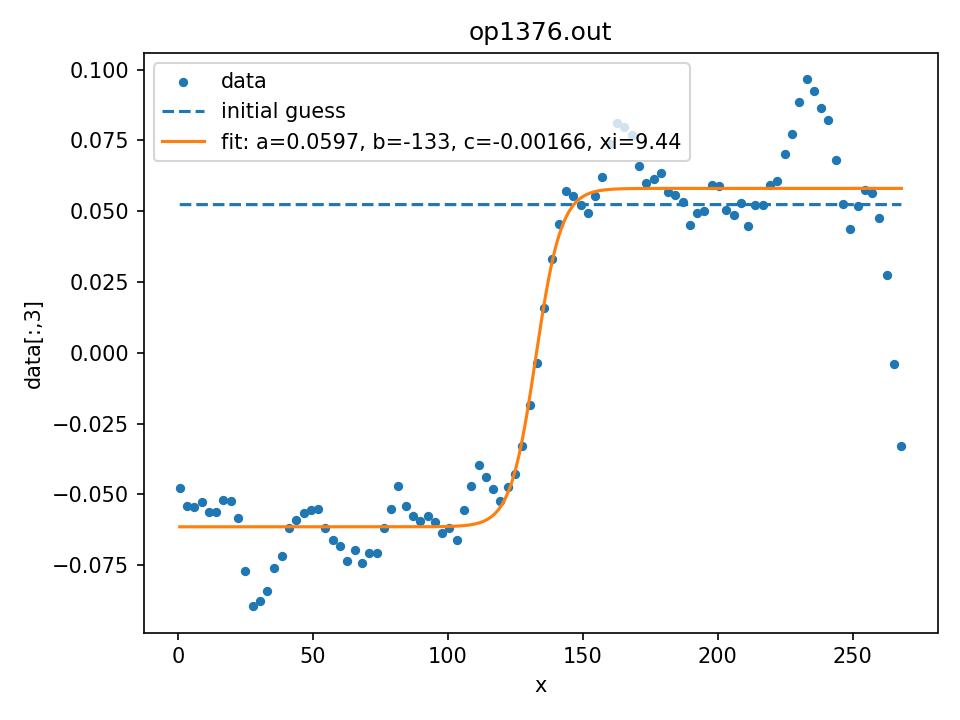 op1376.out
data
initial guess
fit: a=0.0597, b=-133, c=-0.00166, xi=9.44
0.100
0.075
0.050
0.025
0.000
−0.025
−0.050
−0.075
data[:,3]
0
50
100
150
200
250
x